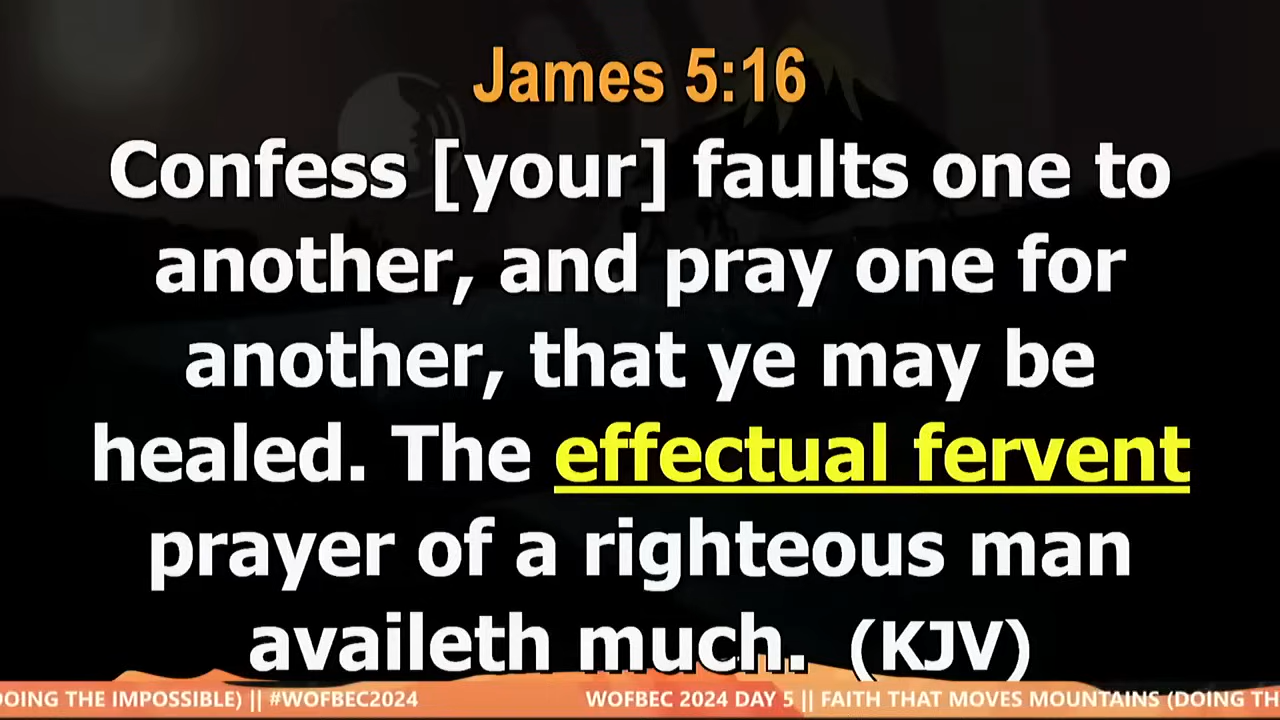 James 5:16
Confess [your] faults one to
another, and pray one for
another, that ye may be
healed. The effectual fervent
prayer of a righteous man
availeth much. (KJV)
DOING THE IMPOSSIBLE) || #WOFBEC2024 WOFBEC 2024 DAY 5 || FAITH THAT MOVES MOUNTAINS (DOING TH